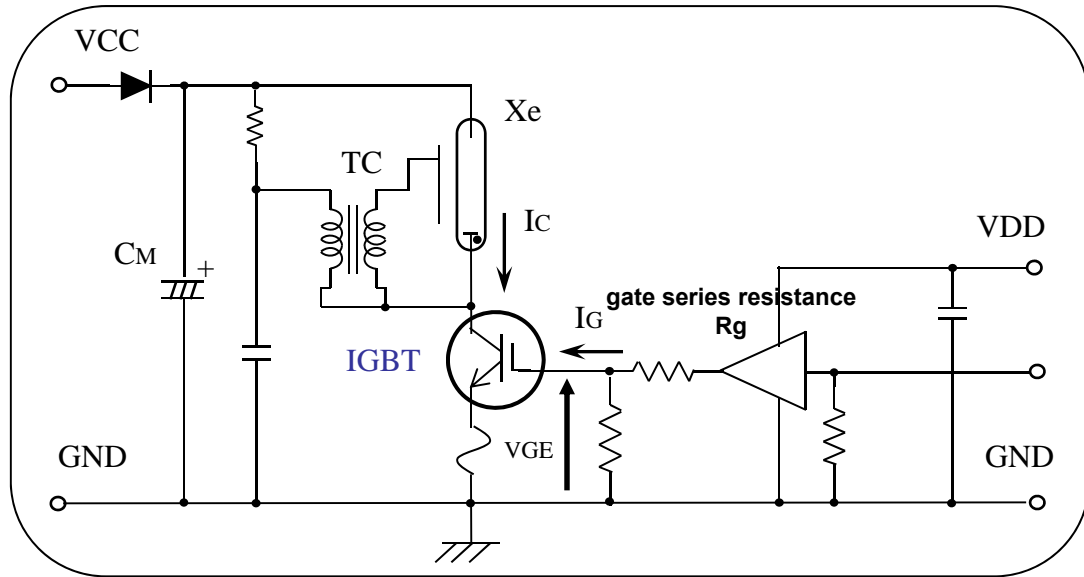 VCC
Xe
TC
IC
VDD
CM
+
gate series resistance
Rg
IG
IGBT
VGE
GND
GND